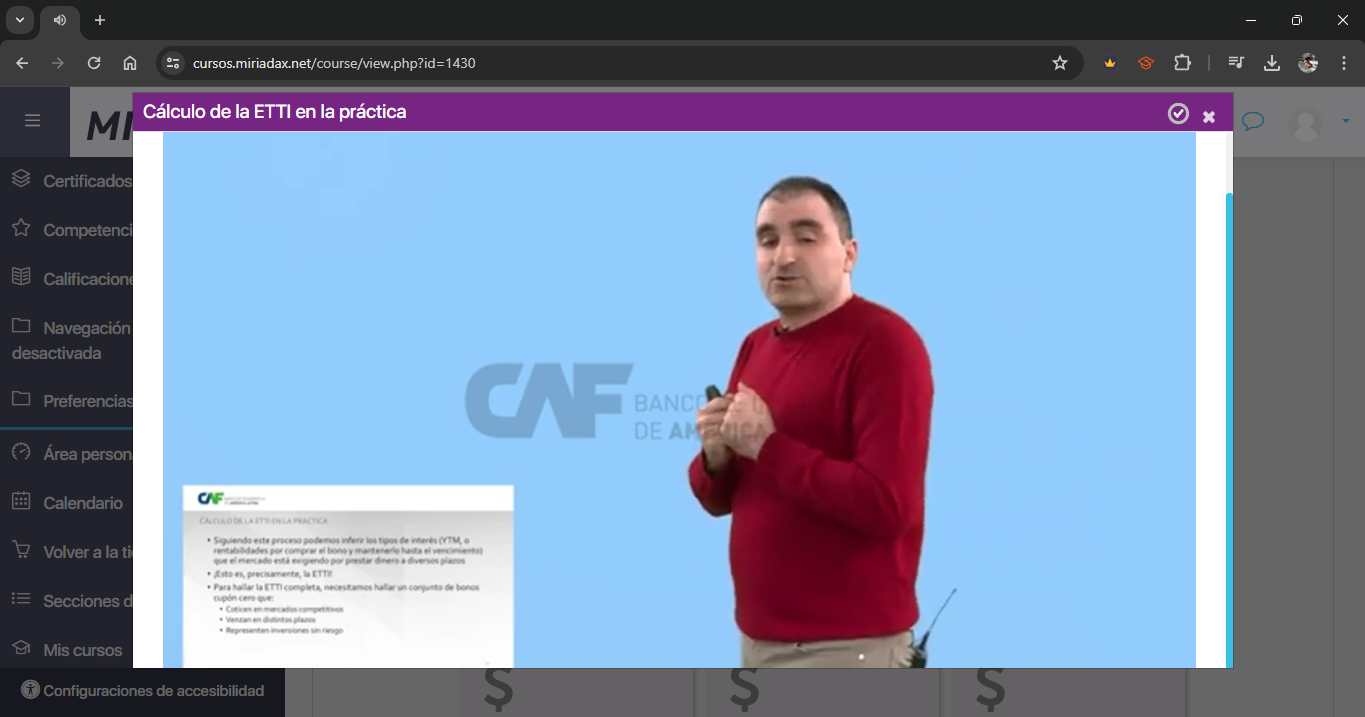 cursos.miriadax.net/course/view.php?id=1430
MI
Cálculo de la ETTI en la práctica
Certificados
Competenci
Calificacione
Navegación
desactivada
Preferencias
Área person
Calendario
Volver a la ti
Secciones d
Mis cursos
Configuraciones de accesibilidad
CAF BANCO
DE AMÉRICA
CAF
CÁLCULO DE LA ETTI EN LA PRÁCTICA
• Siguiendo este proceso podemos inferir los tipos de interés (YTM, o
rentabilidades por comprar el bono y mantenerlo hasta el vencimiento)
que el mercado está exigiendo por prestar dinero a diversos plazos
• ¡Esto es, precisamente, la ETTI!
• Para hallar la ETTI completa, necesitamos hallar un conjunto de bonos
cupón cero que:
• Coticen en mercados competitivos
• Venzan en distintos plazos
• Representen inversiones sin riesgo
$ $ $